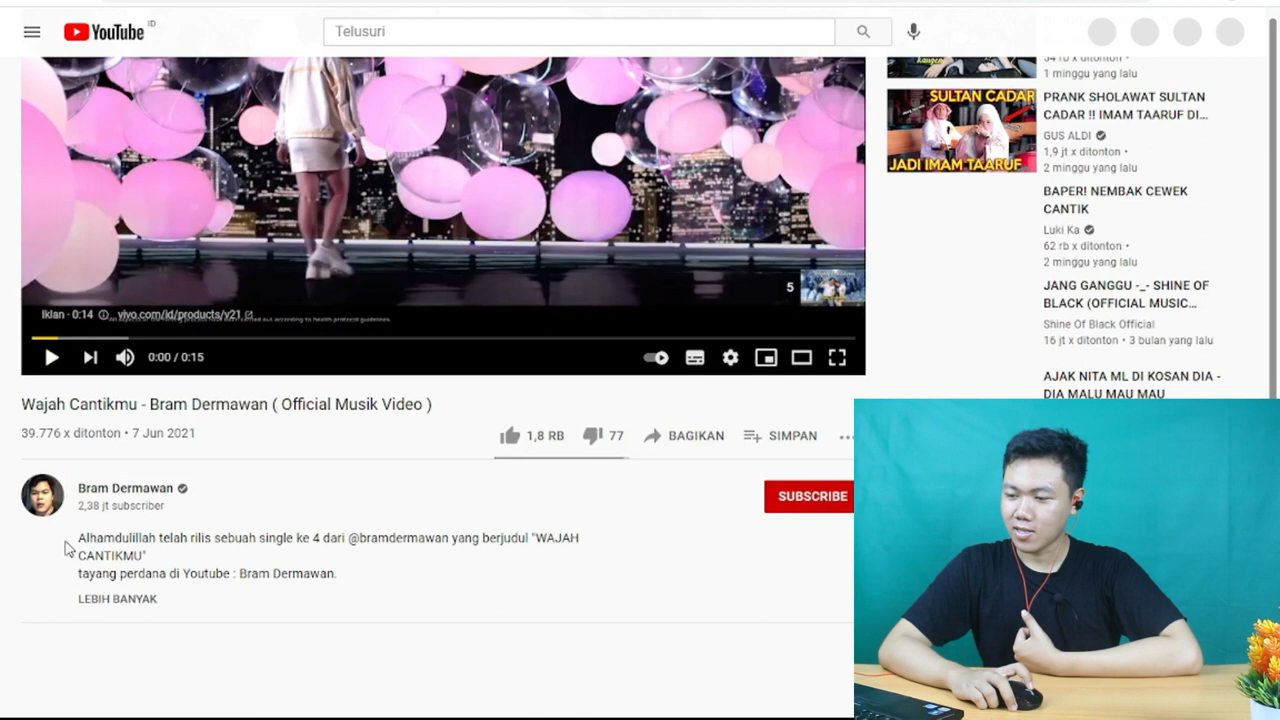 YouTube ID
Telusuri
1 minggu yang lalu
SULTAN CADAR
JADI IMAM TAARUF
PRANK SHOLAWAT SULTAN
CADAR !! IMAM TAARUF DI...
GUS ALDI
1,9 jt x ditonton •
2 minggu yang lalu
BAPER! NEMBAK CEWEK
CANTIK
Luki Ka
62 rb x ditonton •
2 minggu yang lalu
JANG GANGGU -_- SHINE OF
BLACK (OFFICIAL MUSIC...
Shine Of Black Official
16 jt x ditonton • 3 bulan yang lalu
AJAK NITA ML DI KOSAN DIA -
DIA MALU MAU MAU
5
Iklan · 0:14 vivo.com/id/products/y21
0:00 / 0:15
Wajah Cantikmu - Bram Dermawan ( Official Musik Video )
39.776 x ditonton • 7 Jun 2021
1,8 RB 77 BAGIKAN SIMPAN
Bram Dermawan
2,38 jt subscriber
SUBSCRIBE
Alhamdulillah telah rilis sebuah single ke 4 dari @bramdermawan yang berjudul "WAJAH
CANTIKMU"
tayang perdana di Youtube : Bram Dermawan.
LEBIH BANYAK